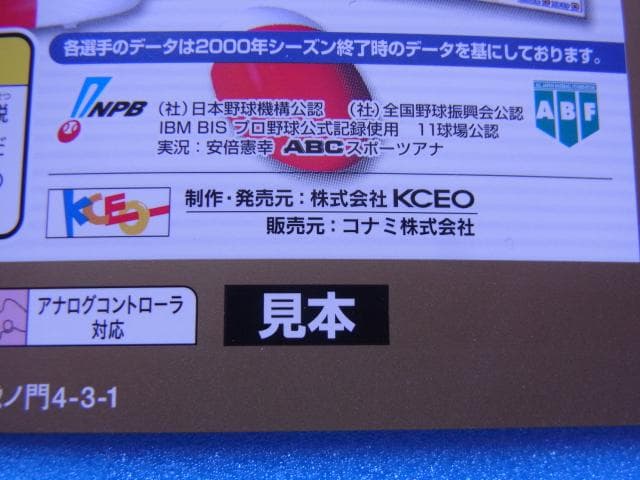 各選手のデータは2000年シーズン終了時のデータを基にしております。
NPB
(社)日本野球機構公認 (社)全国野球振興会公認
IBM BIS プロ野球公式記録使用 11球場公認
実況：安倍憲幸 ABCスポーツアナ
ABF
KCEO
制作・発売元：株式会社 KCEO
販売元：コナミ株式会社
アナログコントローラ
対応
見本
ノ門4-3-1